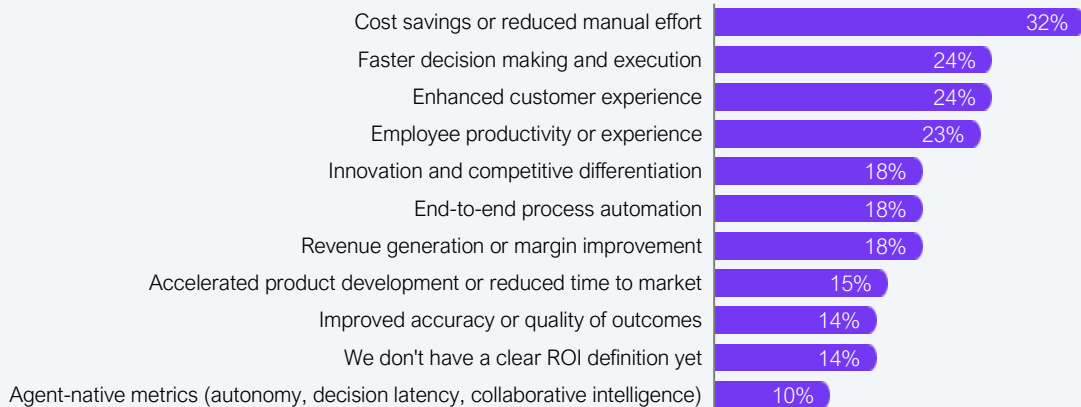 Cost savings or reduced manual effort 32%
Faster decision making and execution 24%
Enhanced customer experience 24%
Employee productivity or experience 23%
Innovation and competitive differentiation 18%
End-to-end process automation 18%
Revenue generation or margin improvement 18%
Accelerated product development or reduced time to market 15%
Improved accuracy or quality of outcomes 14%
We don't have a clear ROI definition yet 14%
Agent-native metrics (autonomy, decision latency, collaborative intelligence) 10%